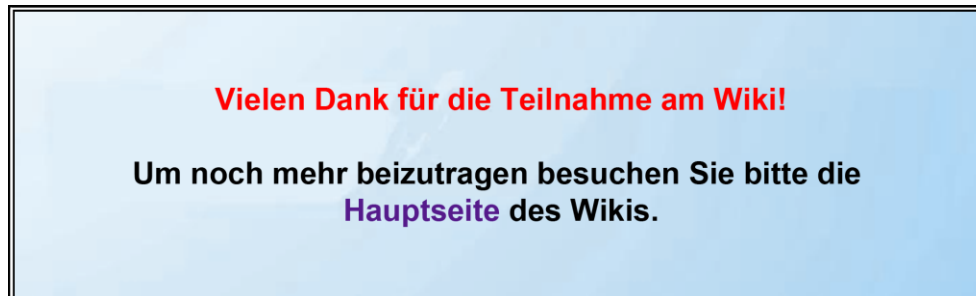 Vielen Dank für die Teilnahme am Wiki!
Um noch mehr beizutragen besuchen Sie bitte die
Hauptseite des Wikis.